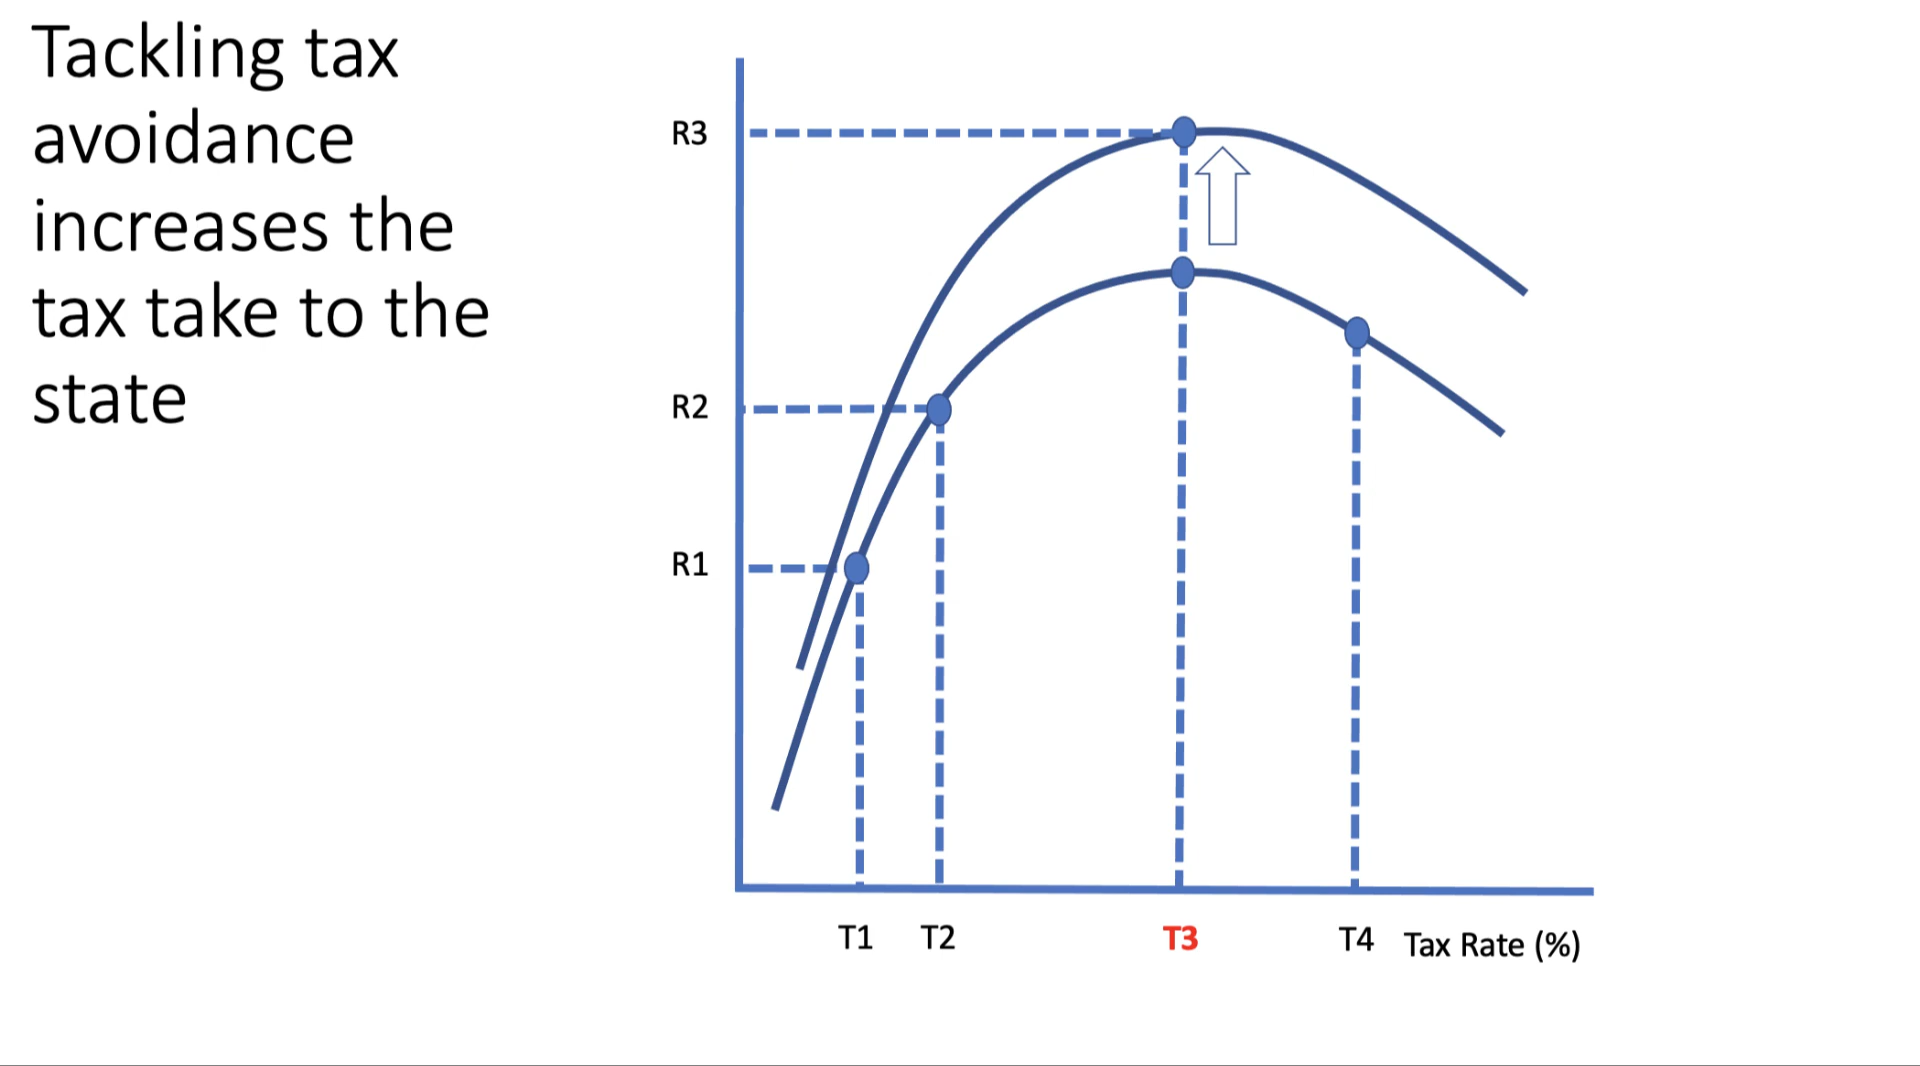 Tackling tax
avoidance
increases the
tax take to the
state
R3
R2
R1
T1 T2 T3 T4 Tax Rate (%)